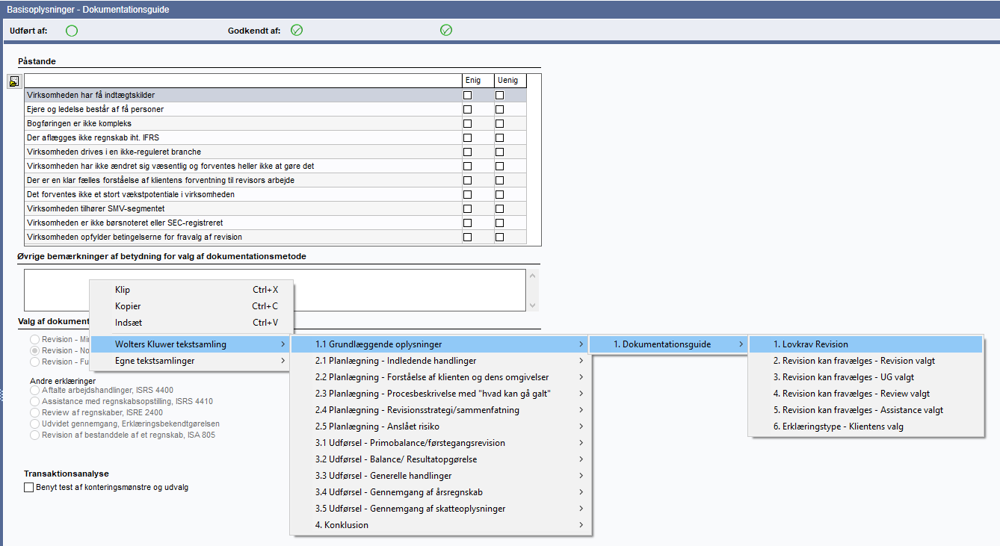 Basisoplysninger - Dokumentationsguide
Udført af:
Godkendt af:
Påstande
Enig Uenig
Virksomheden har få indtægtskilder
Ejere og ledelse består af få personer
Bogføringen er ikke kompleks
Der aflægges ikke regnskab iht. IFRS
Virksomheden drives i en ikke-reguleret branche
Virksomheden har ikke ændret sig væsentlig og forventes heller ikke at gøre det
Der er en klar fælles forståelse af klientens forventning til revisors arbejde
Det forventes ikke et stort vækstpotentiale i virksomheden
Virksomheden tilhører SMV-segmentet
Virksomheden er ikke børsnoteret eller SEC-registreret
Virksomheden opfylder betingelserne for fravalg af revision
Øvrige bemærkninger af betydning for valg af dokumentationsmetode
Klip Ctrl+X
Kopier Ctrl+C
Indsæt Ctrl+V
Wolters Kluwer tekstsamling
Egne tekstsamlinger
Valg af dokument
Revision - Mi
Revision - No
Revision - Fu
Andre erklæringer
Aftalte arbejdshandlinger, ISRS 4400
Assistance med regnskabsopstilling, ISRS 4410
Review af regnskaber, ISRE 2400
Udvidet gennemgang, Erklæringsbekendtgørelsen
Revision af bestanddele af et regnskab, ISA 805
Transaktionsanalyse
Benyt test af konteringsmønstre og udvalg
1.1 Grundlæggende oplysninger
2.1 Planlægning - Indledende handlinger
2.2 Planlægning - Forståelse af klienten og dens omgivelser
2.3 Planlægning - Procesbeskrivelse med "hvad kan gå galt"
2.4 Planlægning - Revisionsstrategi/sammenfatning
2.5 Planlægning - Anslået risiko
3.1 Udførsel - Primobalance/førstegangsrevision
3.2 Udførsel - Balance/ Resultatopgørelse
3.3 Udførsel - Generelle handlinger
3.4 Udførsel - Gennemgang af årsregnskab
3.5 Udførsel - Gennemgang af skatteoplysninger
4. Konklusion
1. Dokumentationsguide
1. Lovkrav Revision
2. Revision kan fravælges - Revision valgt
3. Revision kan fravælges - UG valgt
4. Revision kan fravælges - Review valgt
5. Revision kan fravælges - Assistance valgt
6. Erklæringstype - Klientens valg